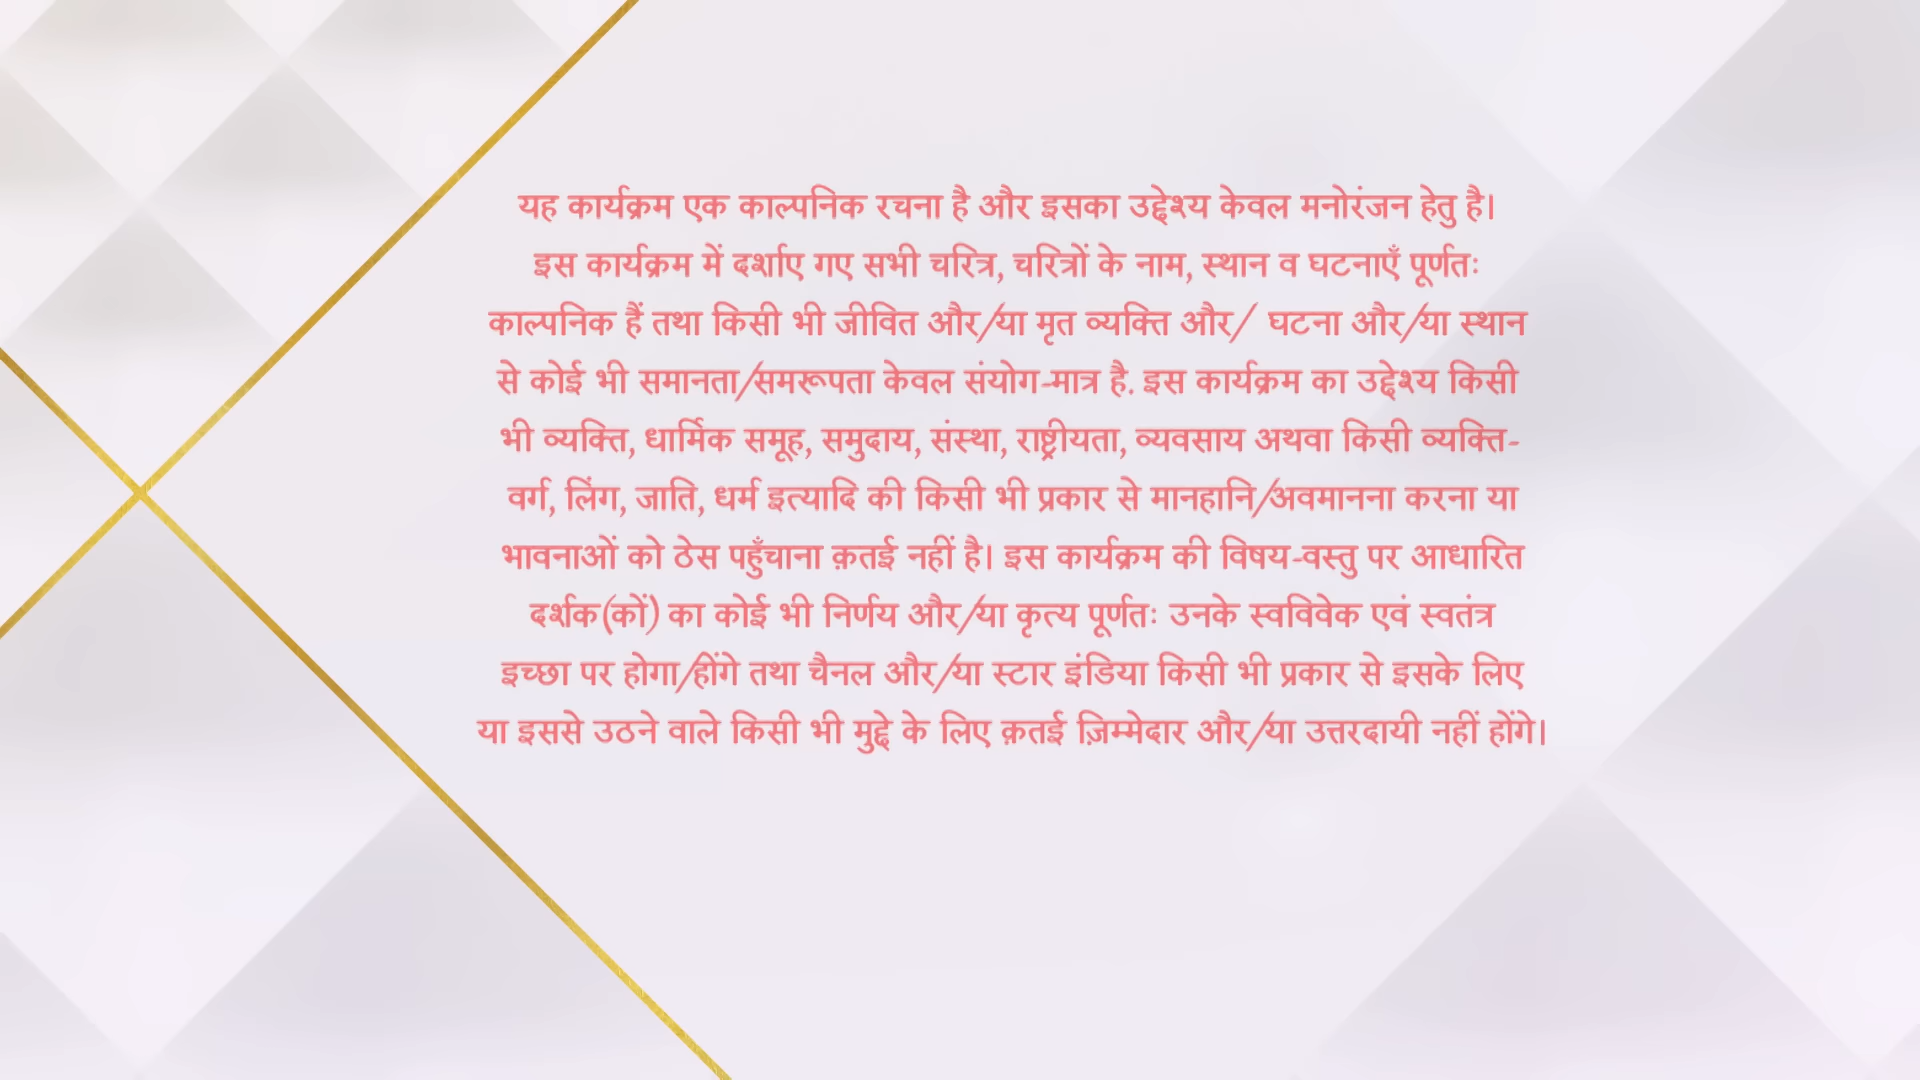 यह कार्यक्रम एक काल्पनिक रचना है और इसका उद्देश्य केवल मनोरंजन हेतु है।
इस कार्यक्रम में दर्शाए गए सभी चरित्र, चरित्रों के नाम, स्थान व घटनाएँ पूर्णतः
काल्पनिक हैं तथा किसी भी जीवित और/या मृत व्यक्ति और/ घटना और/या स्थान
से कोई भी समानता/समरूपता केवल संयोग-मात्र है. इस कार्यक्रम का उद्देश्य किसी
भी व्यक्ति, धार्मिक समूह, समुदाय, संस्था, राष्ट्रीयता, व्यवसाय अथवा किसी व्यक्ति-
वर्ग, लिंग, जाति, धर्म इत्यादि की किसी भी प्रकार से मानहानि/अवमानना करना या
भावनाओं को ठेस पहुँचाना क़तई नहीं है। इस कार्यक्रम की विषय-वस्तु पर आधारित
दर्शक(कों) का कोई भी निर्णय और/या कृत्य पूर्णतः उनके स्वविवेक एवं स्वतंत्र
इच्छा पर होगा/होंगे तथा चैनल और/या स्टार इंडिया किसी भी प्रकार से इसके लिए
या इससे उठने वाले किसी भी मुद्दे के लिए क़तई ज़िम्मेदार और/या उत्तरदायी नहीं होंगे।